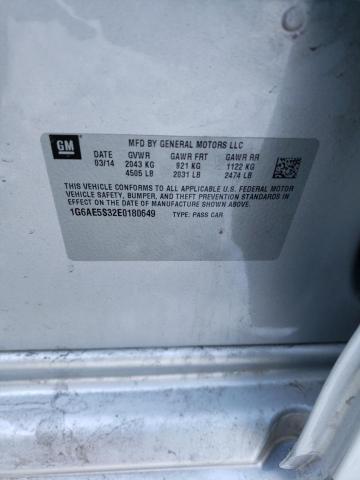 GM
MFD BY GENERAL MOTORS LLC
DATE GVWR GAWR FRT GAWR RR
03/14 2043 KG 921 KG 1122 KG
4505 LB 2031 LB 2474 LB
THIS VEHICLE CONFORMS TO ALL APPLICABLE U.S. FEDERAL MOTOR
VEHICLE SAFETY, BUMPER, AND THEFT PREVENTION STANDARDS
IN EFFECT ON THE DATE OF MANUFACTURE SHOWN ABOVE.
1G6AE5S32E0180649 TYPE: PASS CAR